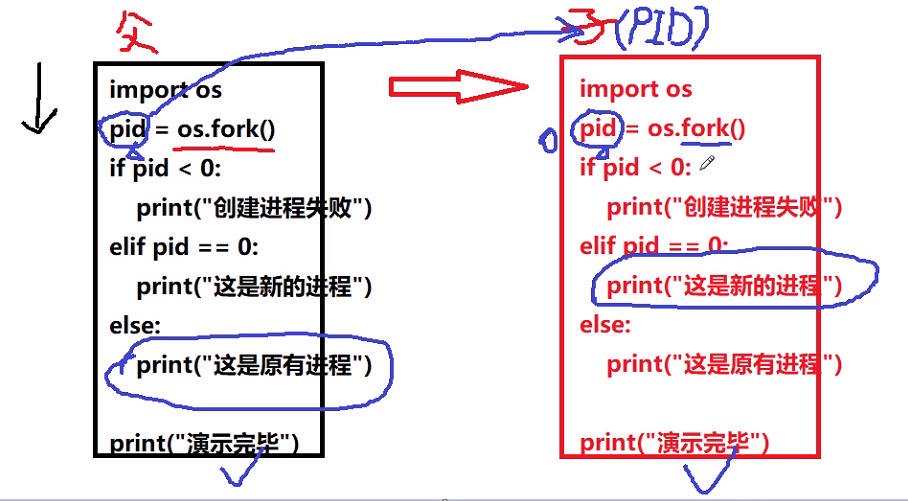 父
子(PID)
import os
pid = os.fork()
if pid < 0:
print("创建进程失败")
elif pid == 0:
print("这是新的进程")
else:
print("这是原有进程")
print("演示完毕")
import os
0 pid = os.fork()
if pid < 0:
print("创建进程失败")
elif pid == 0:
print("这是新的进程")
else:
print("这是原有进程")
print("演示完毕")